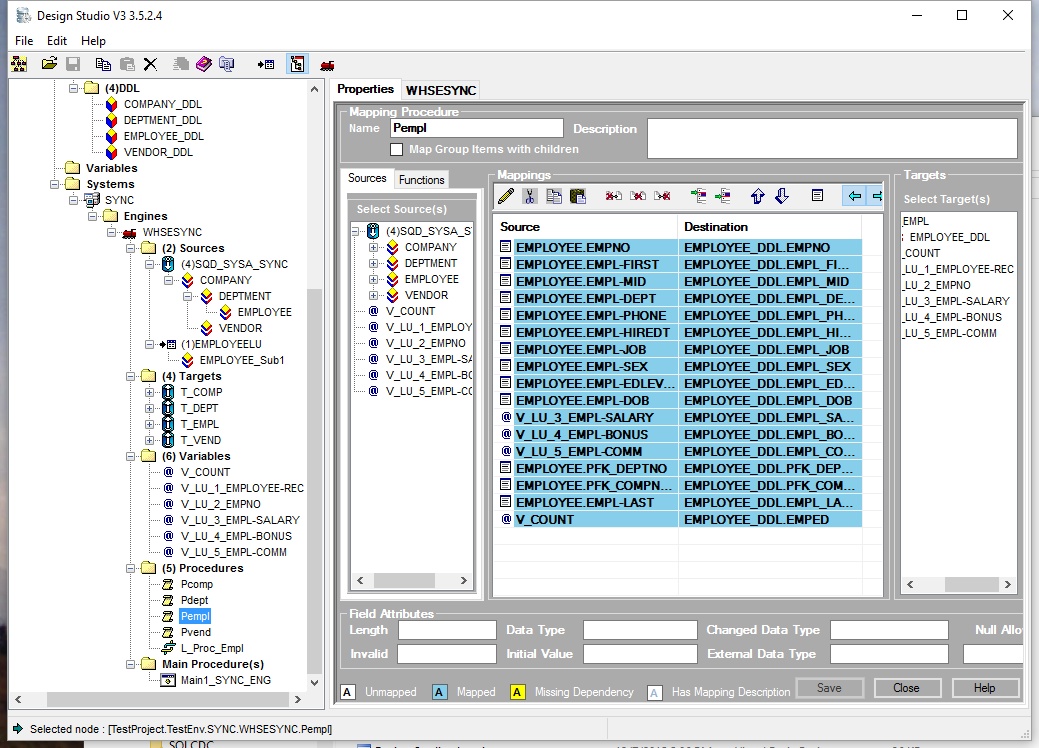 Design Studio V3 3.5.2.4
File Edit Help
(4)DDL
COMPANY_DDL
DEPTMENT_DDL
EMPLOYEE_DDL
VENDOR_DDL
Variables
Systems
SYNC
Engines
WHSESYNC
(2) Sources
(4)SQD_SYSA_SYNC
COMPANY
DEPTMENT
EMPLOYEE
VENDOR
(1)EMPLOYEELU
EMPLOYEE_Sub1
(4) Targets
T_COMP
T_DEPT
T_EMPL
T_VEND
(6) Variables
V_COUNT
V_LU_1_EMPLOYEE-REC
V_LU_2_EMPNO
V_LU_3_EMPL-SALARY
V_LU_4_EMPL-BONUS
V_LU_5_EMPL-COMM
(5) Procedures
Pcomp
Pdept
Pempl
Pvend
L_Proc_Empl
Main Procedure(s)
Main1_SYNC_ENG
Properties WHSESYNC
Mapping Procedure
Name Pempl Description
Map Group Items with children
Sources Functions
Select Source(s)
(4)SQD_SYSA_S
COMPANY
DEPTMENT
EMPLOYEE
VENDOR
V_COUNT
V_LU_1_EMPLOY
V_LU_2_EMPNO
V_LU_3_EMPL-SA
V_LU_4_EMPL-BO
V_LU_5_EMPL-CO
Mappings
Source Destination
EMPLOYEE.EMPNO EMPLOYEE_DDL.EMPNO
EMPLOYEE.EMPL-FIRST EMPLOYEE_DDL.EMPL_FI...
EMPLOYEE.EMPL-MID EMPLOYEE_DDL.EMPL_MID
EMPLOYEE.EMPL-DEPT EMPLOYEE_DDL.EMPL_DE...
EMPLOYEE.EMPL-PHONE EMPLOYEE_DDL.EMPL_PH...
EMPLOYEE.EMPL-HIREDT EMPLOYEE_DDL.EMPL_HI...
EMPLOYEE.EMPL-JOB EMPLOYEE_DDL.EMPL_JOB
EMPLOYEE.EMPL-SEX EMPLOYEE_DDL.EMPL_SEX
EMPLOYEE.EMPL-EDLEV... EMPLOYEE_DDL.EMPL_ED...
EMPLOYEE.EMPL-DOB EMPLOYEE_DDL.EMPL_DOB
V_LU_3_EMPL-SALARY EMPLOYEE_DDL.EMPL_SA...
V_LU_4_EMPL-BONUS EMPLOYEE_DDL.EMPL_BO...
V_LU_5_EMPL-COMM EMPLOYEE_DDL.EMPL_CO...
EMPLOYEE.PFK_DEPTNO EMPLOYEE_DDL.PFK_DEP...
EMPLOYEE.PFK_COMPN... EMPLOYEE_DDL.PFK_COM...
EMPLOYEE.EMPL-LAST EMPLOYEE_DDL.EMPL_LA...
V_COUNT EMPLOYEE_DDL.EMPED
Targets
Select Target(s)
_EMPL
EMPLOYEE_DDL
_COUNT
_LU_1_EMPLOYEE-REC
_LU_2_EMPNO
_LU_3_EMPL-SALARY
_LU_4_EMPL-BONUS
_LU_5_EMPL-COMM
Field Attributes
Length Data Type Changed Data Type Null Allo
Invalid Initial Value External Data Type
A Unmapped A Mapped A Missing Dependency A Has Mapping Description Save Close Help
Selected node : [TestProject.TestEnv.SYNC.WHSESYNC.Pempl]